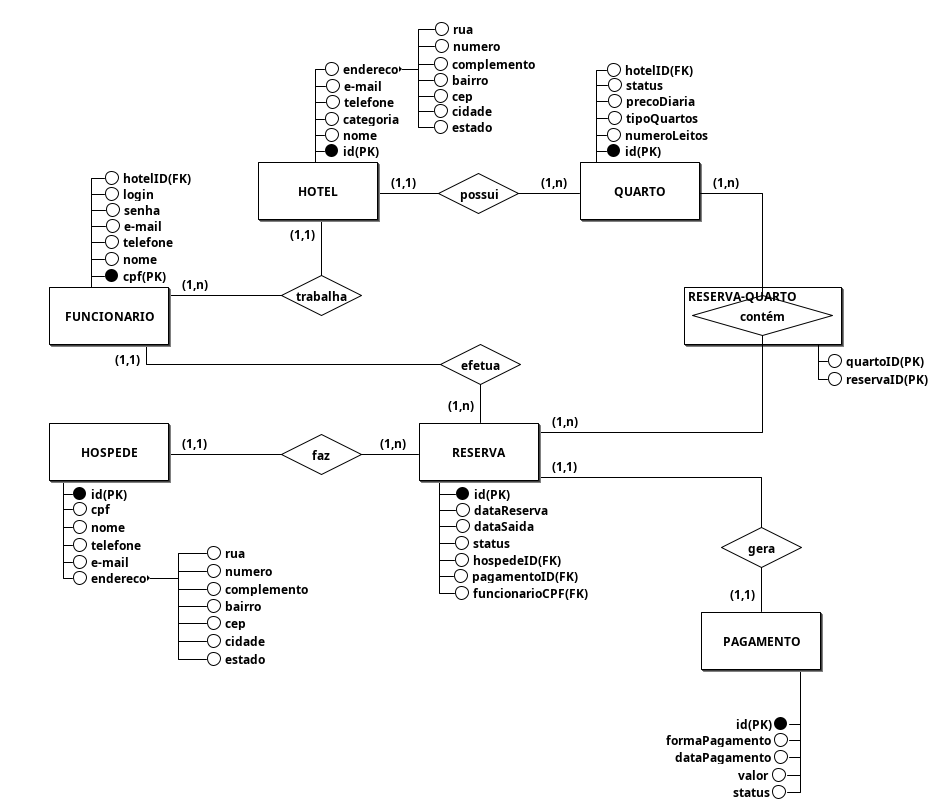 rua
numero
complemento
bairro
cep
cidade
estado
endereco
e-mail
telefone
categoria
nome
id(PK)
hotelID(FK)
status
precoDiaria
tipoQuartos
numeroLeitos
id(PK)
HOTEL
(1,1)
possui
(1,n)
QUARTO
(1,n)
hotelID(FK)
login
senha
e-mail
telefone
nome
cpf(PK)
(1,1)
trabalha
(1,n)
FUNCIONARIO
(1,1)
RESERVA-QUARTO
contém
quartoID(PK)
reservaID(PK)
efetua
(1,n)
HOSPEDE
(1,1)
faz
(1,n)
RESERVA
(1,n)
(1,1)
id(PK)
cpf
nome
telefone
e-mail
endereco
rua
numero
complemento
bairro
cep
cidade
estado
id(PK)
dataReserva
dataSaida
status
hospedeID(FK)
pagamentoID(FK)
funcionarioCPF(FK)
gera
(1,1)
PAGAMENTO
id(PK)
formaPagamento
dataPagamento
valor
status